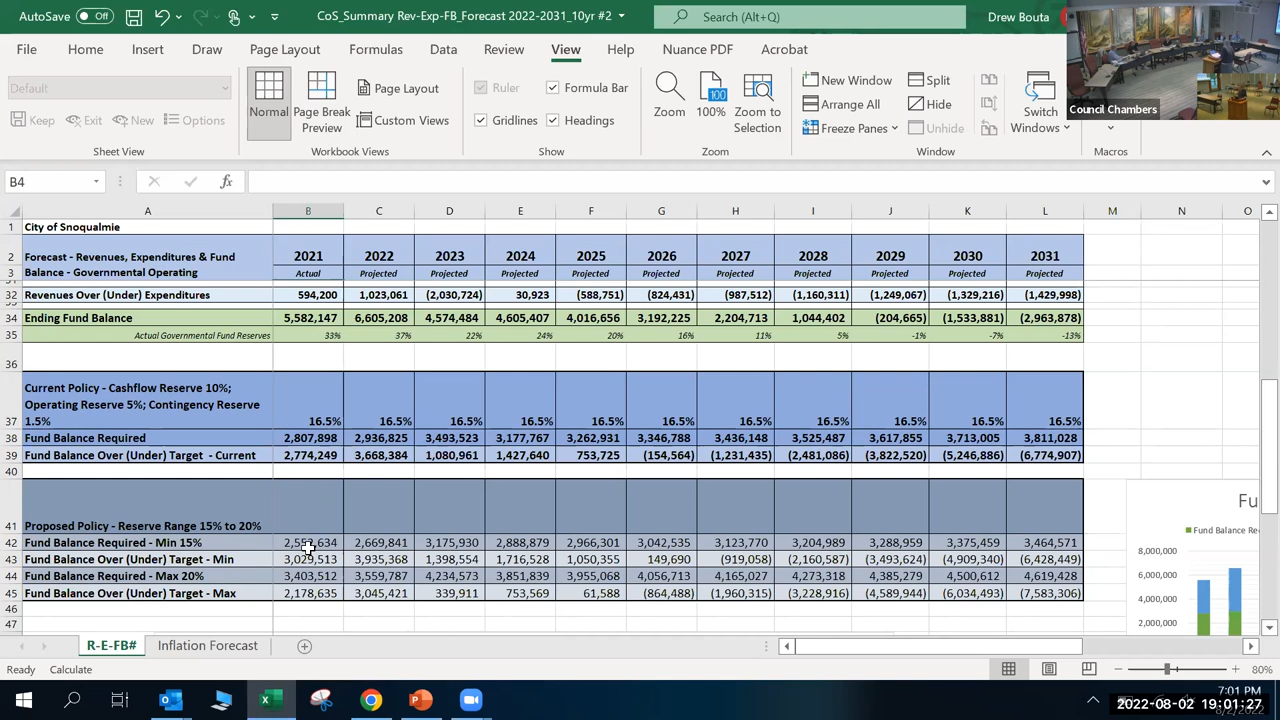 AutoSave Off CoS_Summary Rev-Exp-FB_Forecast 2022-2031_10yr #2 Search (Alt+Q) Drew Bouta
File Home Insert Draw Page Layout Formulas Data Review View Help Nuance PDF Acrobat
Council Chambers
Default
Keep Exit New Options
Sheet View
Normal Page Break Preview Page Layout Custom Views
Workbook Views
Ruler Formula Bar
Gridlines Headings
Show
Zoom 100% Zoom to Selection
Zoom
New Window Split
Arrange All Hide
Freeze Panes Unhide
Switch Windows
Window
Macros
B4 fx
A B C D E F G H I J K L M N O
1 City of Snoqualmie
2 Forecast - Revenues, Expenditures & Fund 2021 2022 2023 2024 2025 2026 2027 2028 2029 2030 2031
3 Balance - Governmental Operating Actual Projected Projected Projected Projected Projected Projected Projected Projected Projected Projected
32 Revenues Over (Under) Expenditures 594,200 1,023,061 (2,030,724) 30,923 (588,751) (824,431) (987,512) (1,160,311) (1,249,067) (1,329,216) (1,429,998)
34 Ending Fund Balance 5,582,147 6,605,208 4,574,484 4,605,407 4,016,656 3,192,225 2,204,713 1,044,402 (204,665) (1,533,881) (2,963,878)
35 Actual Governmental Fund Reserves 33% 37% 22% 24% 20% 16% 11% 5% -1% -7% -13%
36
Current Policy - Cashflow Reserve 10%;
Operating Reserve 5%; Contingency Reserve
37 1.5% 16.5% 16.5% 16.5% 16.5% 16.5% 16.5% 16.5% 16.5% 16.5% 16.5% 16.5%
38 Fund Balance Required 2,807,898 2,936,825 3,493,523 3,177,767 3,262,931 3,346,788 3,436,148 3,525,487 3,617,855 3,713,005 3,811,028
39 Fund Balance Over (Under) Target - Current 2,774,249 3,668,384 1,080,961 1,427,640 753,725 (154,564) (1,231,435) (2,481,086) (3,822,520) (5,246,886) (6,774,907)
40
41 Proposed Policy - Reserve Range 15% to 20%
42 Fund Balance Required - Min 15% 2,669,841 3,175,930 2,888,879 2,966,301 3,042,535 3,123,770 3,204,989 3,288,959 3,375,459 3,464,571
43 Fund Balance Over (Under) Target - Min 3,029,513 3,935,368 1,398,554 1,716,528 1,050,355 149,690 (919,058) (2,160,587) (3,493,624) (4,909,340) (6,428,449)
44 Fund Balance Required - Max 20% 3,403,512 3,559,787 4,234,573 3,851,839 3,955,068 4,056,713 4,165,027 4,273,318 4,385,279 4,500,612 4,619,428
45 Fund Balance Over (Under) Target - Max 2,178,635 3,045,421 339,911 753,569 61,588 (864,488) (1,960,315) (3,228,916) (4,589,944) (6,034,493) (7,583,306)
46
47
Fu
Fund Balance Re
8,000,000
6,000,000
4,000,000
2,000,000
R-E-FB# Inflation Forecast
Ready Calculate 80%
7:01 PM
2022-08-02 19:01:27